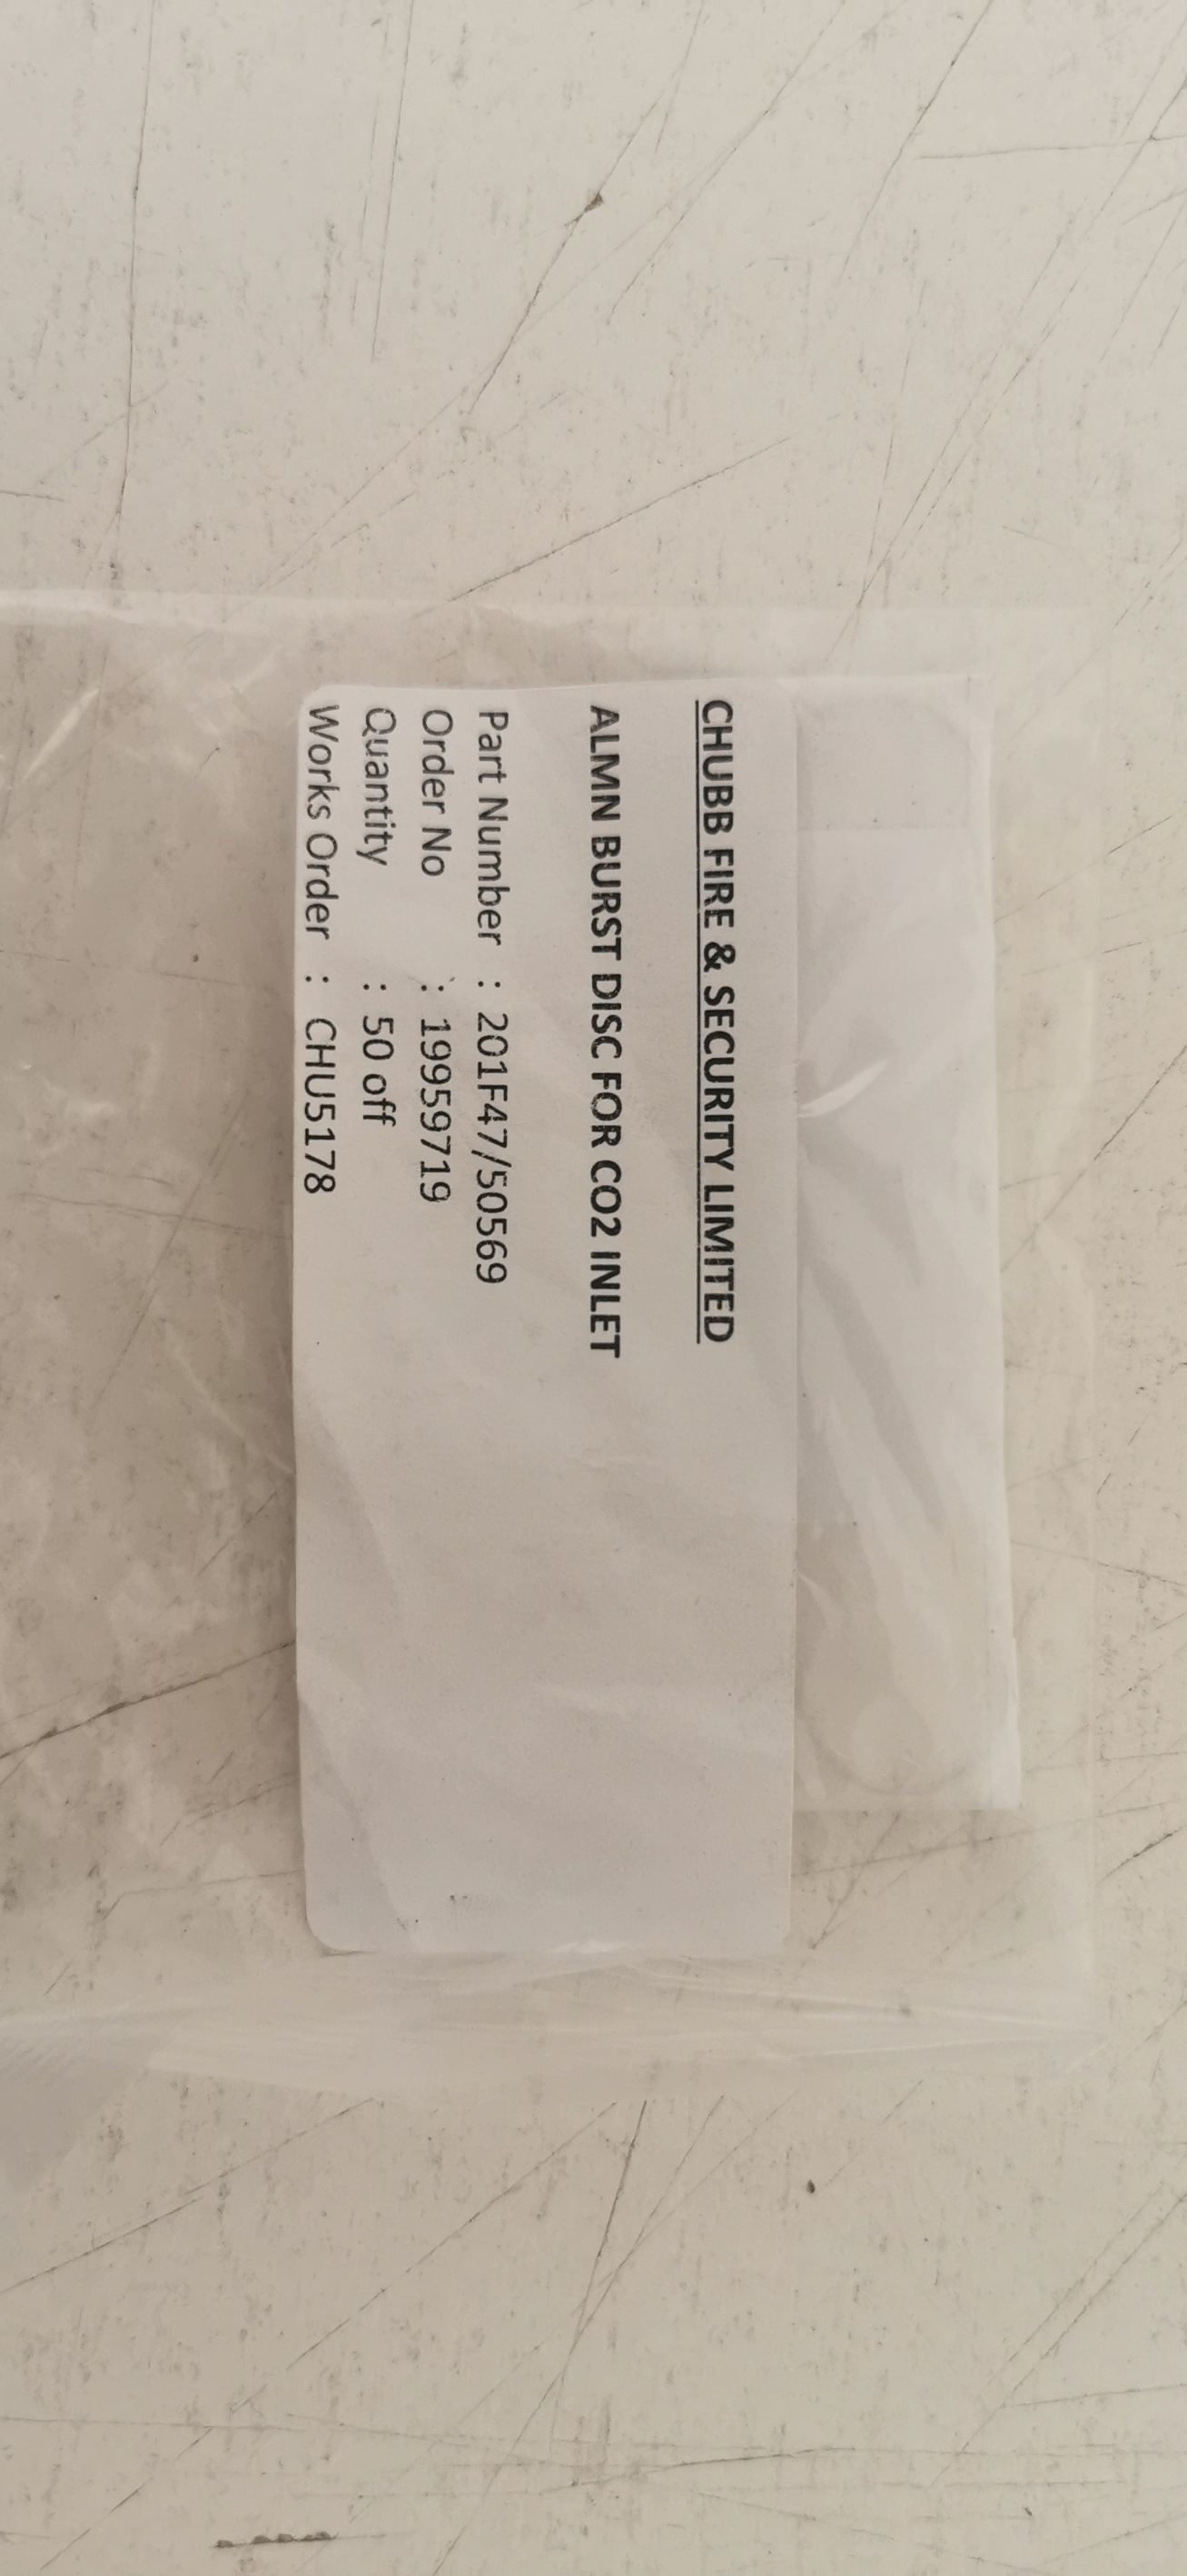 CHUBB FIRE & SECURITY LIMITED
ALMN BURST DISC FOR CO2 INLET
Part Number : 201F47/50569
Order No : 19959719
Quantity : 50 off
Works Order : CHU5178